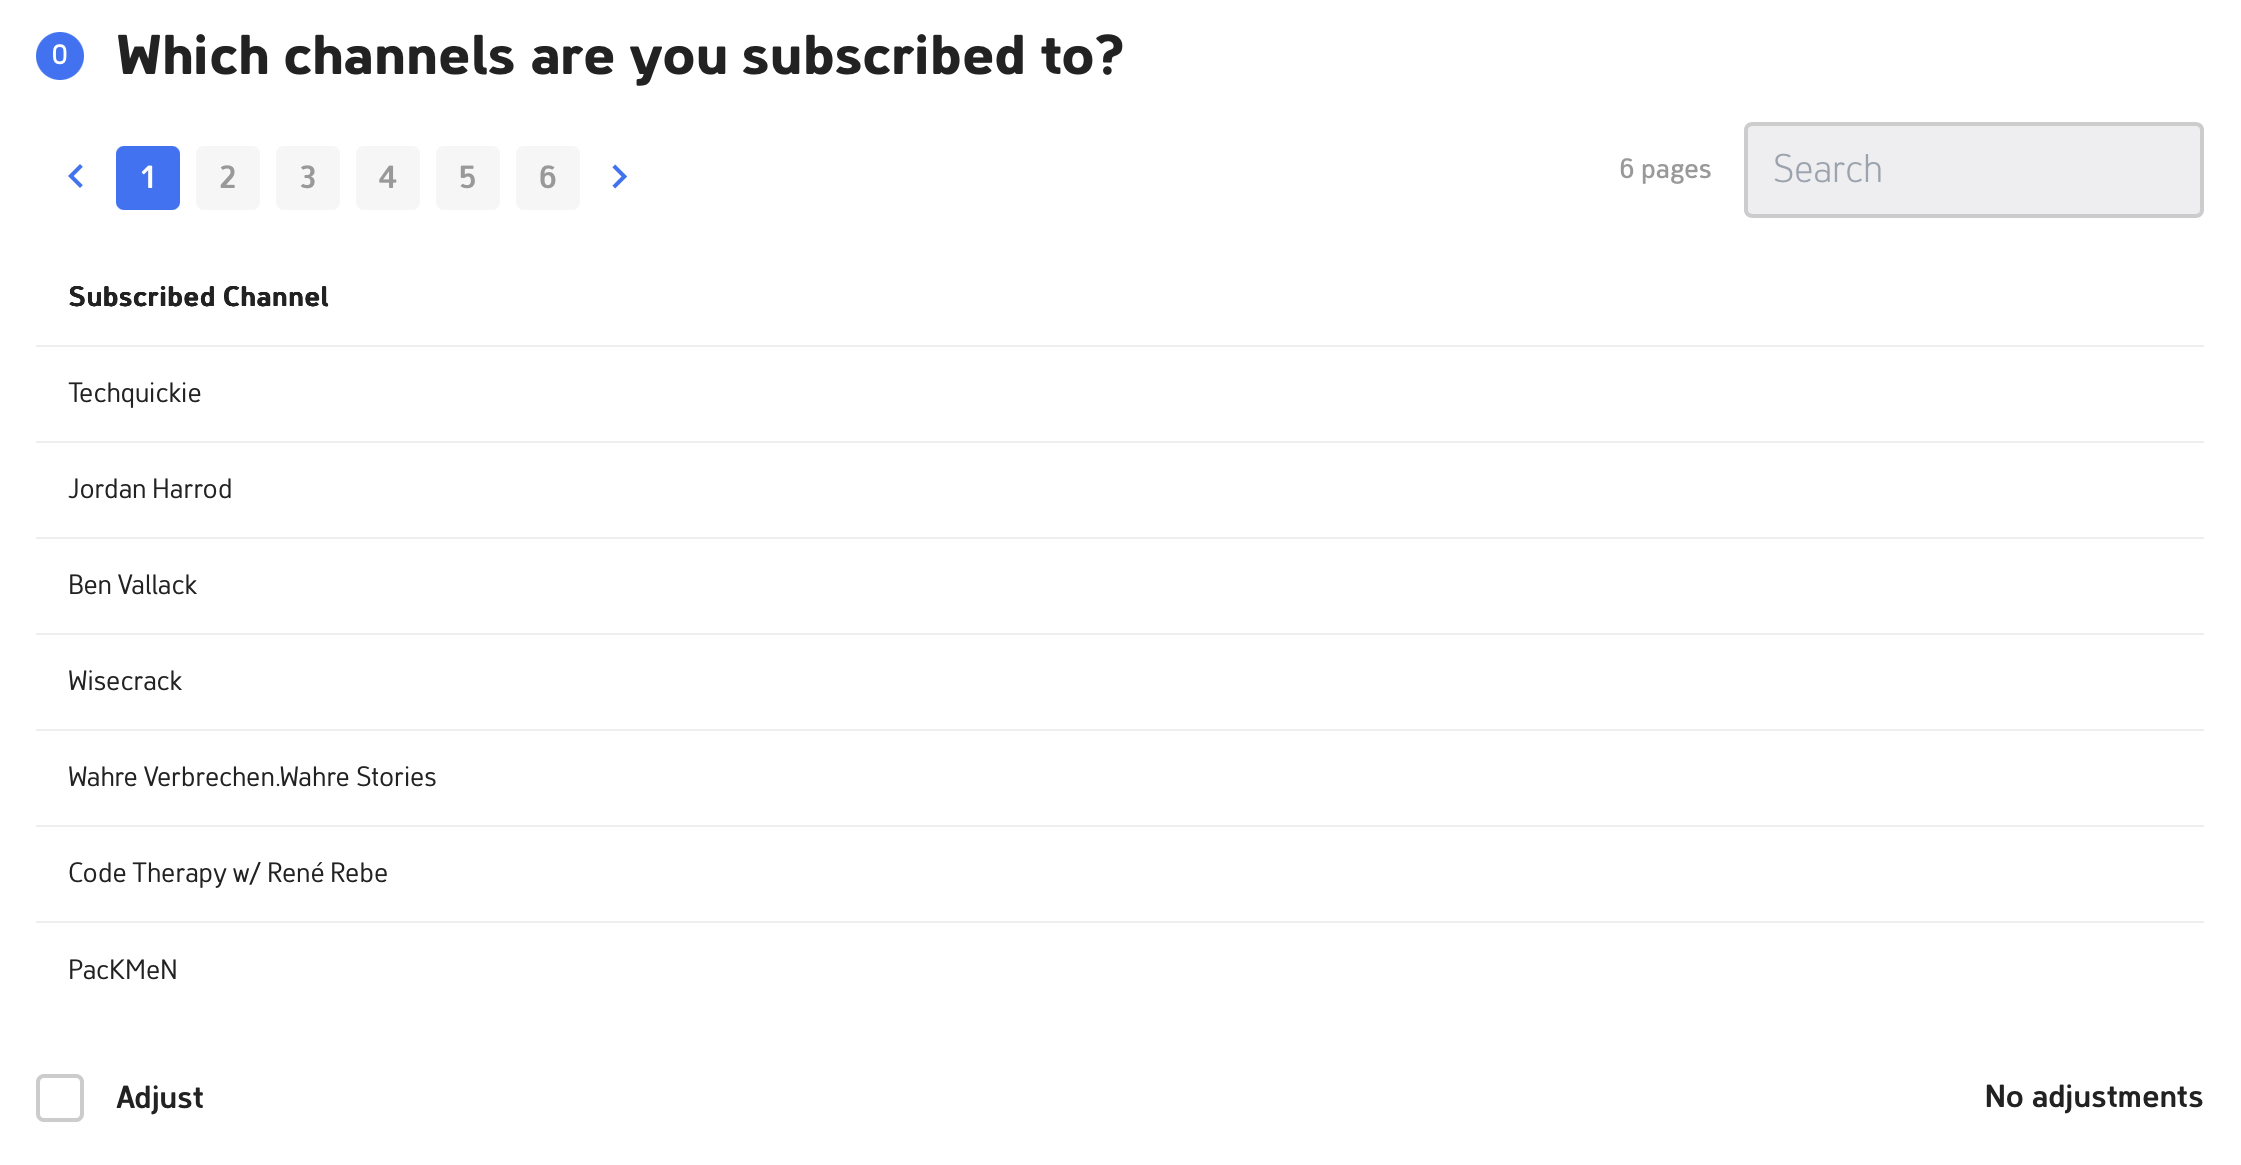 0 Which channels are you subscribed to?
1 2 3 4 5 6 6 pages Search
Subscribed Channel
Techquickie
Jordan Harrod
Ben Vallack
Wisecrack
Wahre Verbrechen.Wahre Stories
Code Therapy w/ René Rebe
PacKMeN
Adjust No adjustments